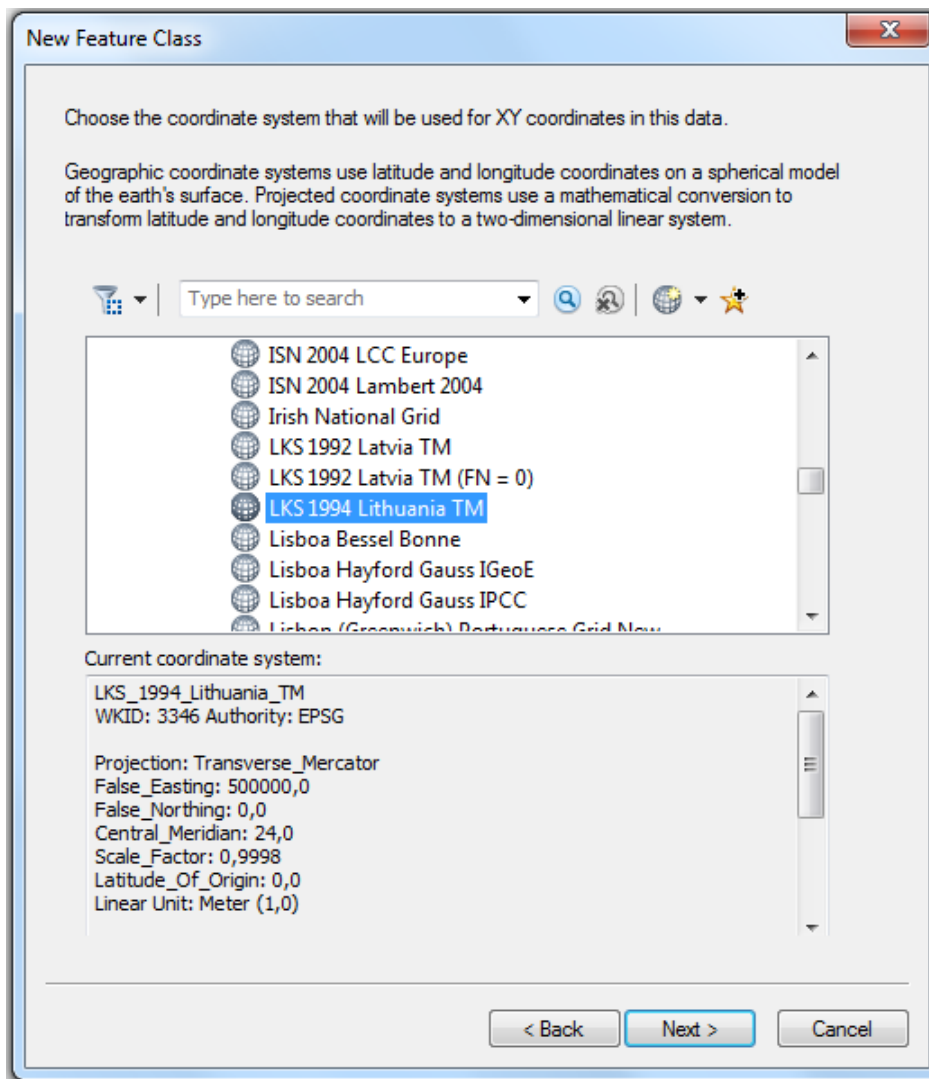 New Feature Class
Choose the coordinate system that will be used for XY coordinates in this data.
Geographic coordinate systems use latitude and longitude coordinates on a spherical model
of the earth's surface. Projected coordinate systems use a mathematical conversion to
transform latitude and longitude coordinates to a two-dimensional linear system.
Type here to search
ISN 2004 LCC Europe
ISN 2004 Lambert 2004
Irish National Grid
LKS 1992 Latvia TM
LKS 1992 Latvia TM (FN = 0)
LKS 1994 Lithuania TM
Lisboa Bessel Bonne
Lisboa Hayford Gauss IGeoE
Lisboa Hayford Gauss IPCC
Lisbon (Greenwich) Portuguese Grid New
Current coordinate system:
LKS_1994_Lithuania_TM
WKID: 3346 Authority: EPSG
Projection: Transverse_Mercator
False_Easting: 500000,0
False_Northing: 0,0
Central_Meridian: 24,0
Scale_Factor: 0,9998
Latitude_Of_Origin: 0,0
Linear Unit: Meter (1,0)
< Back Next > Cancel